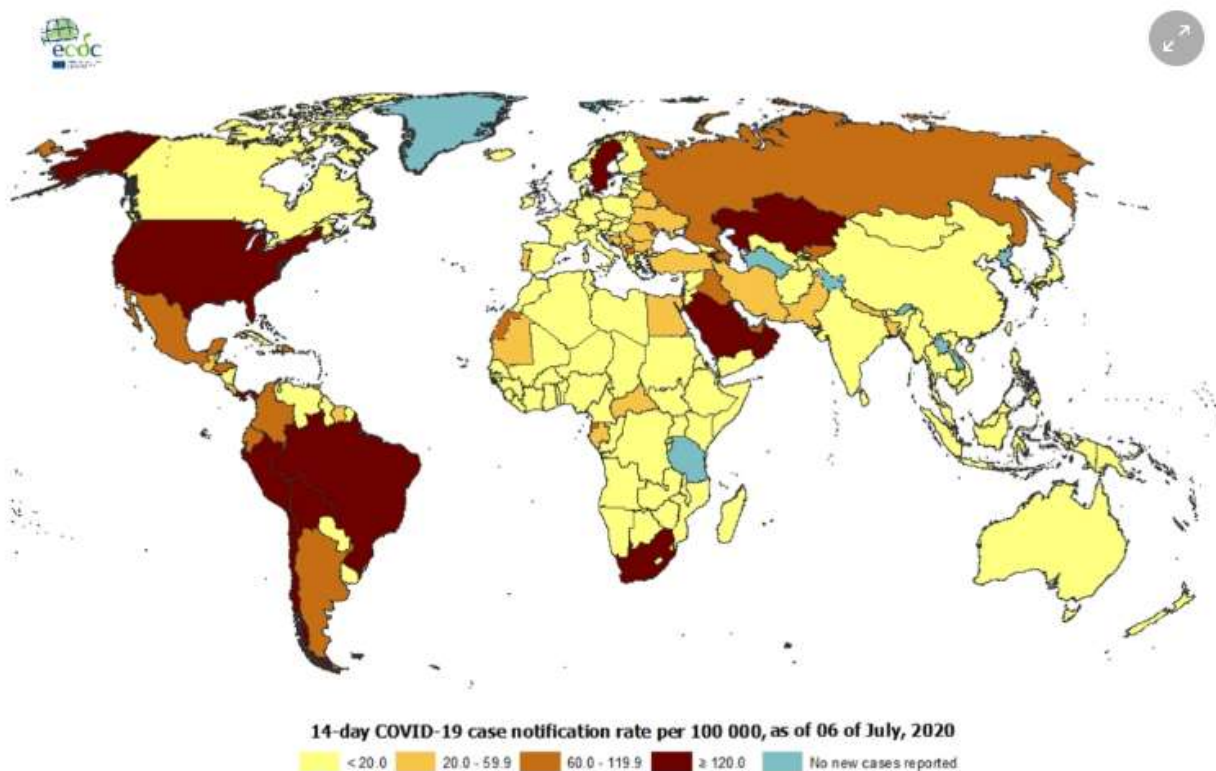 ecdc
14-day COVID-19 case notification rate per 100 000, as of 06 of July, 2020
< 20.0 20.0 - 59.9 60.0 - 119.9 ≥ 120.0 No new cases reported